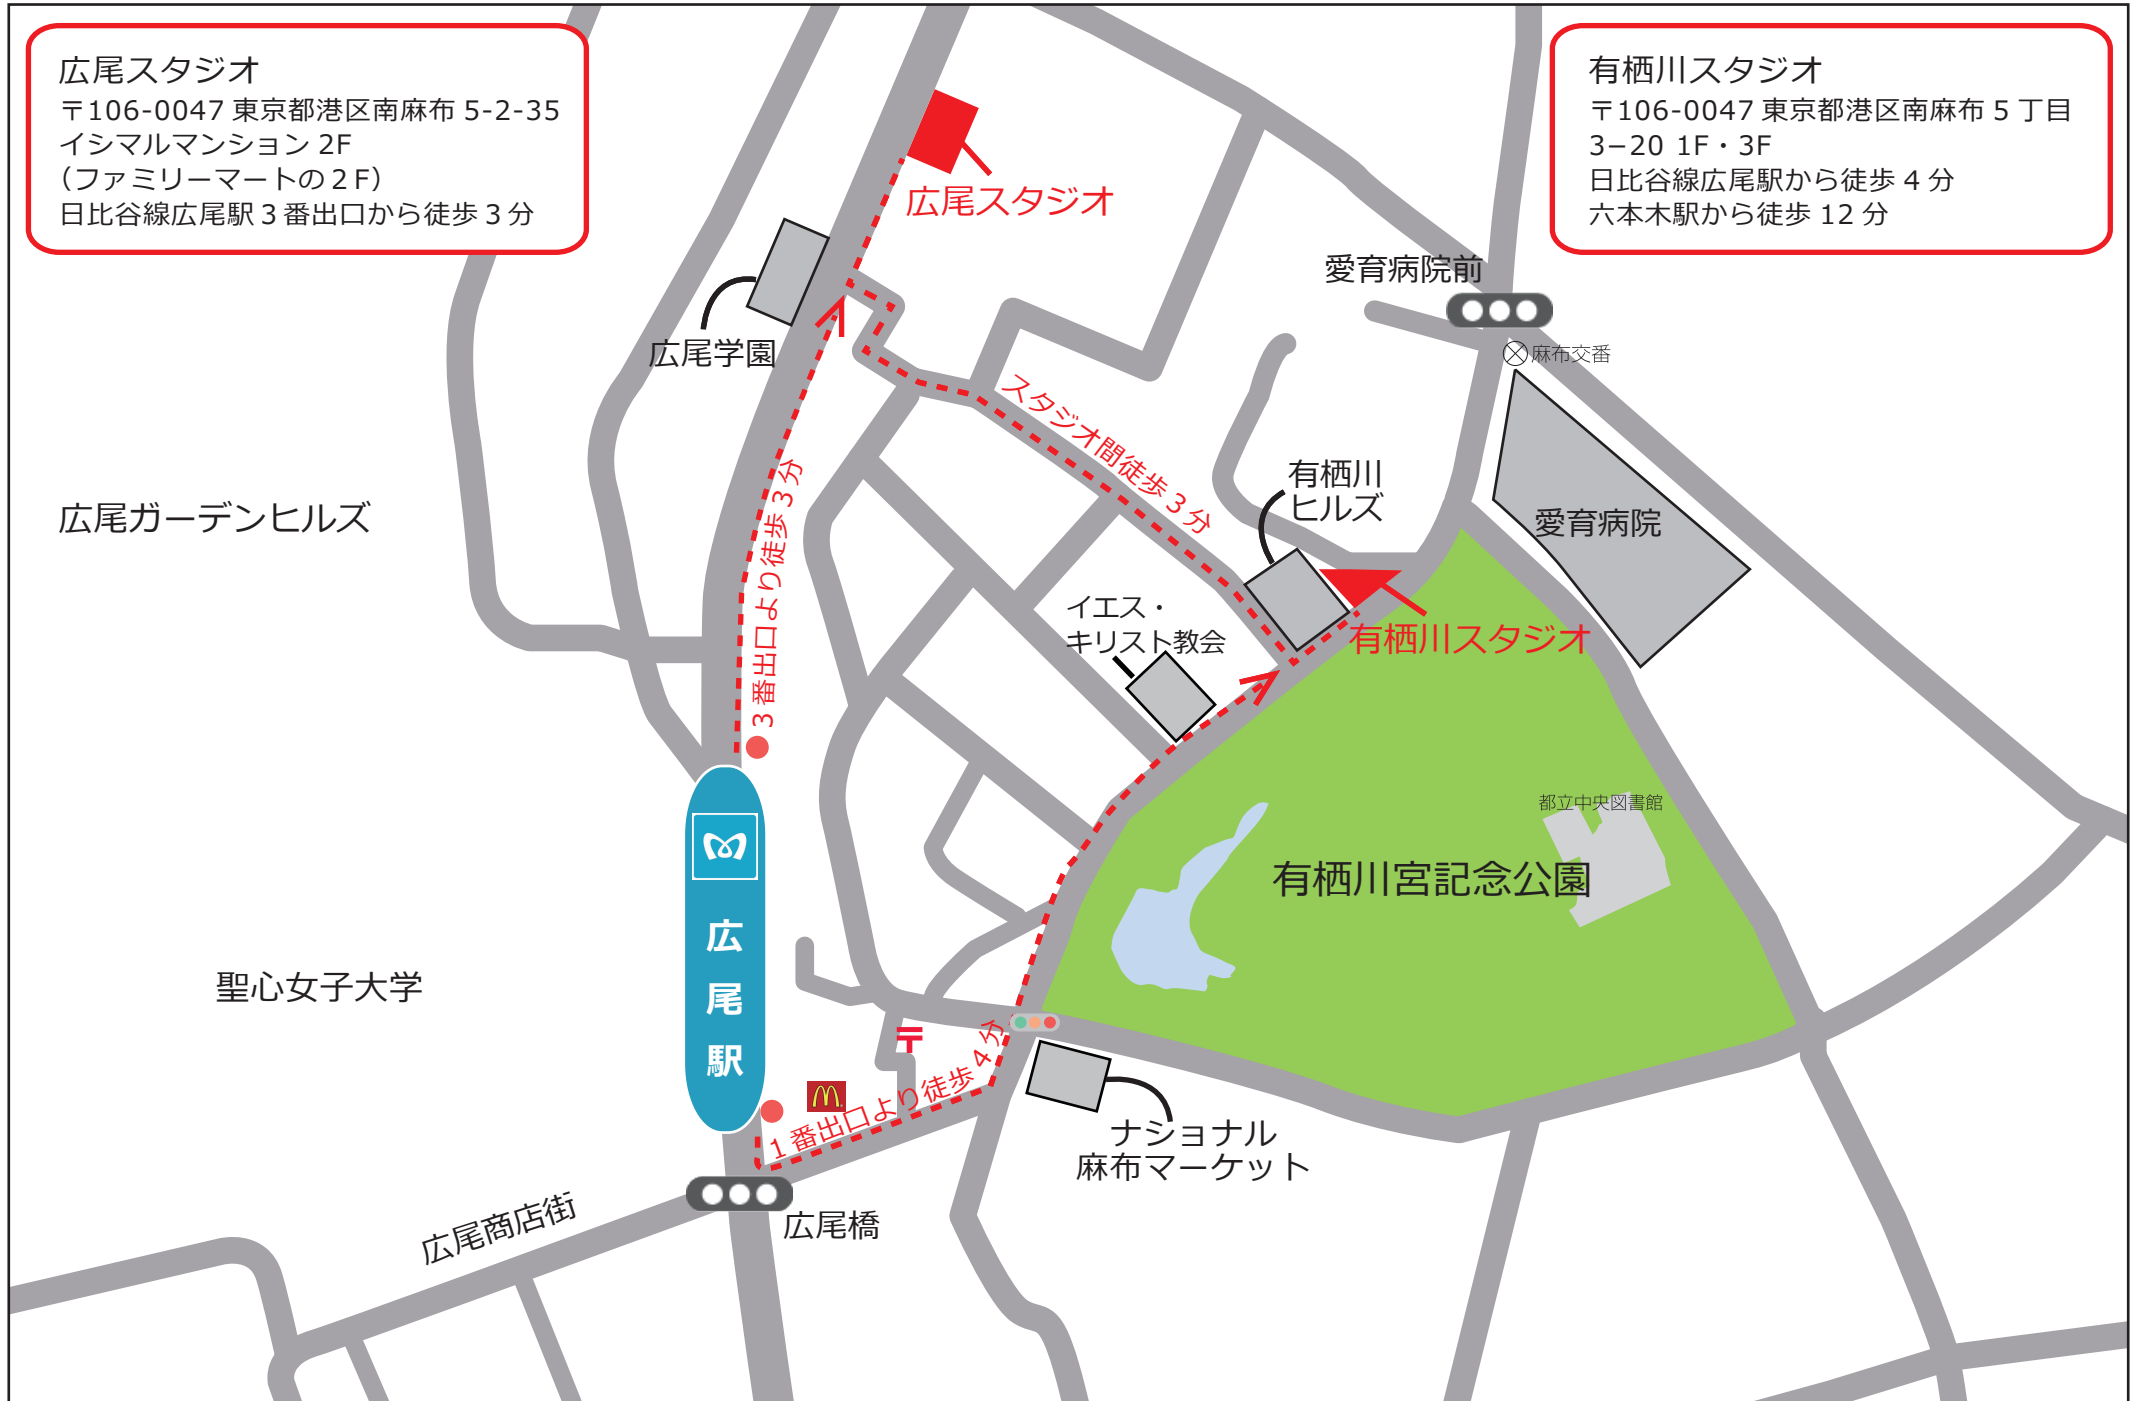 広尾スタジオ
〒106-0047 東京都港区南麻布 5-2-35
イシマルマンション 2F
（ファミリーマートの２F）
日比谷線広尾駅３番出口から徒歩３分
有栖川スタジオ
〒106-0047 東京都港区南麻布 5 丁目
3−20 1F・3F
日比谷線広尾駅から徒歩 4 分
六本木駅から徒歩 12 分
広尾スタジオ
愛育病院前
麻布交番
広尾学園
スタジオ間徒歩３分
3 番出口より徒歩３分
有栖川
ヒルズ
広尾ガーデンヒルズ
愛育病院
イエス・
キリスト教会
有栖川スタジオ
都立中央図書館
有栖川宮記念公園
広尾駅
聖心女子大学
〒
1 番出口より徒歩 4 分
ナショナル
麻布マーケット
広尾商店街
広尾橋